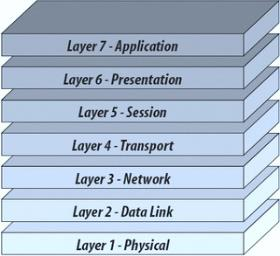 Layer 7 - Application
Layer 6 - Presentation
Layer 5 - Session
Layer 4 - Transport
Layer 3 - Network
Layer 2 - Data Link
Layer 1 - Physical